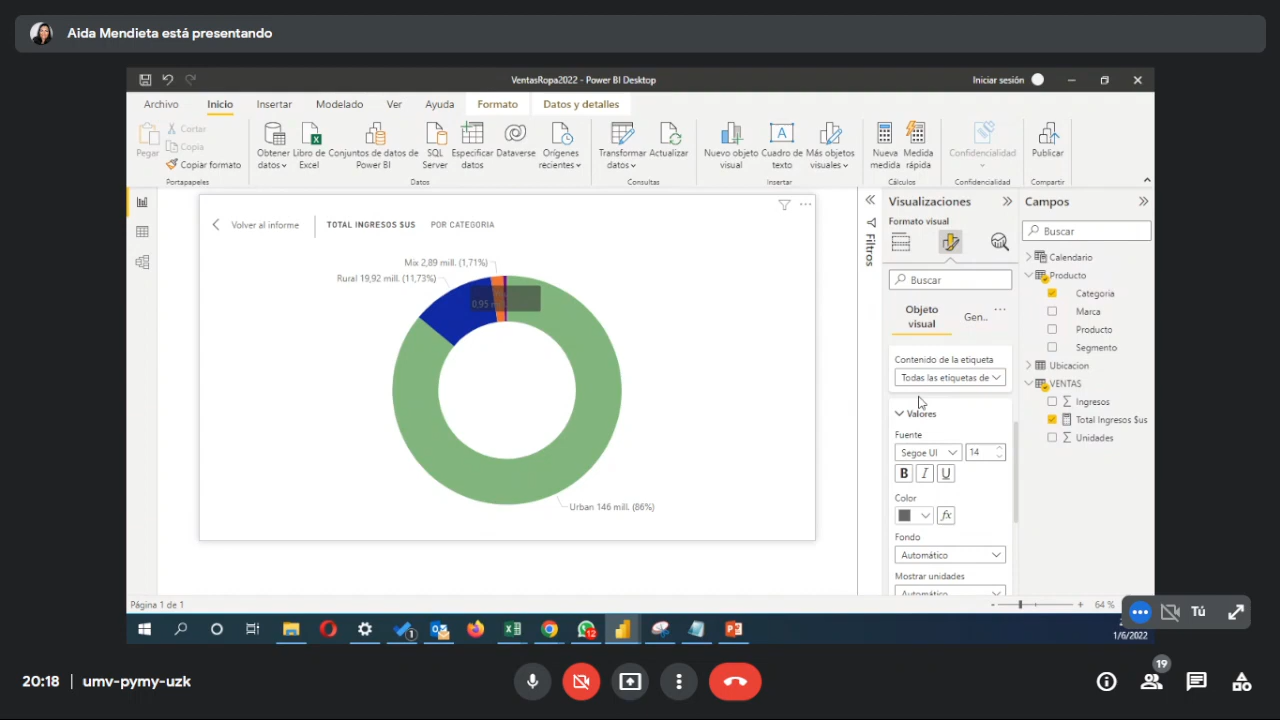 Aida Mendieta está presentando
VentasRopa2022 - Power BI Desktop
Iniciar sesión
Archivo Inicio Insertar Modelado Ver Ayuda Formato Datos y detalles
Pegar
Cortar
Copia
Copiar formato
Portapapeles
Obtener datos
Libro de Excel
Conjuntos de datos de Power BI
SQL Server
Especificar datos
Dataverse
Orígenes recientes
Datos
Transformar datos
Actualizar
Consultas
Nuevo objeto visual
Cuadro de texto
Más objetos visuales
Insertar
Nueva medida
Medida rápida
Cálculos
Confidencialidad
Confidencialidad
Publicar
Compartir
Volver al informe
TOTAL INGRESOS $US POR CATEGORIA
Mix 2,89 mill. (1,71%)
Rural 19,92 mill. (11,73%)
Urban 146 mill. (86%)
Filtros
Visualizaciones
Formato visual
Buscar
Objeto visual
Gen..
Contenido de la etiqueta
Todas las etiquetas de
Valores
Fuente
Segoe UI 14
B I U
Color
fx
Fondo
Automático
Mostrar unidades
Automático
Campos
Buscar
Calendario
Producto
Categoria
Marca
Producto
Segmento
Ubicacion
VENTAS
Ingresos
Total Ingresos $us
Unidades
Página 1 de 1
64 %
1
12
Tú
1/6/2022
20:18 | umv-pymy-uzk
19